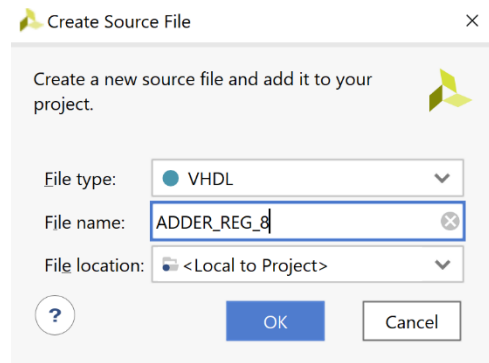 Create Source File
Create a new source file and add it to your
project.
File type: VHDL
File name: ADDER_REG_8
File location: <Local to Project>
? OK Cancel